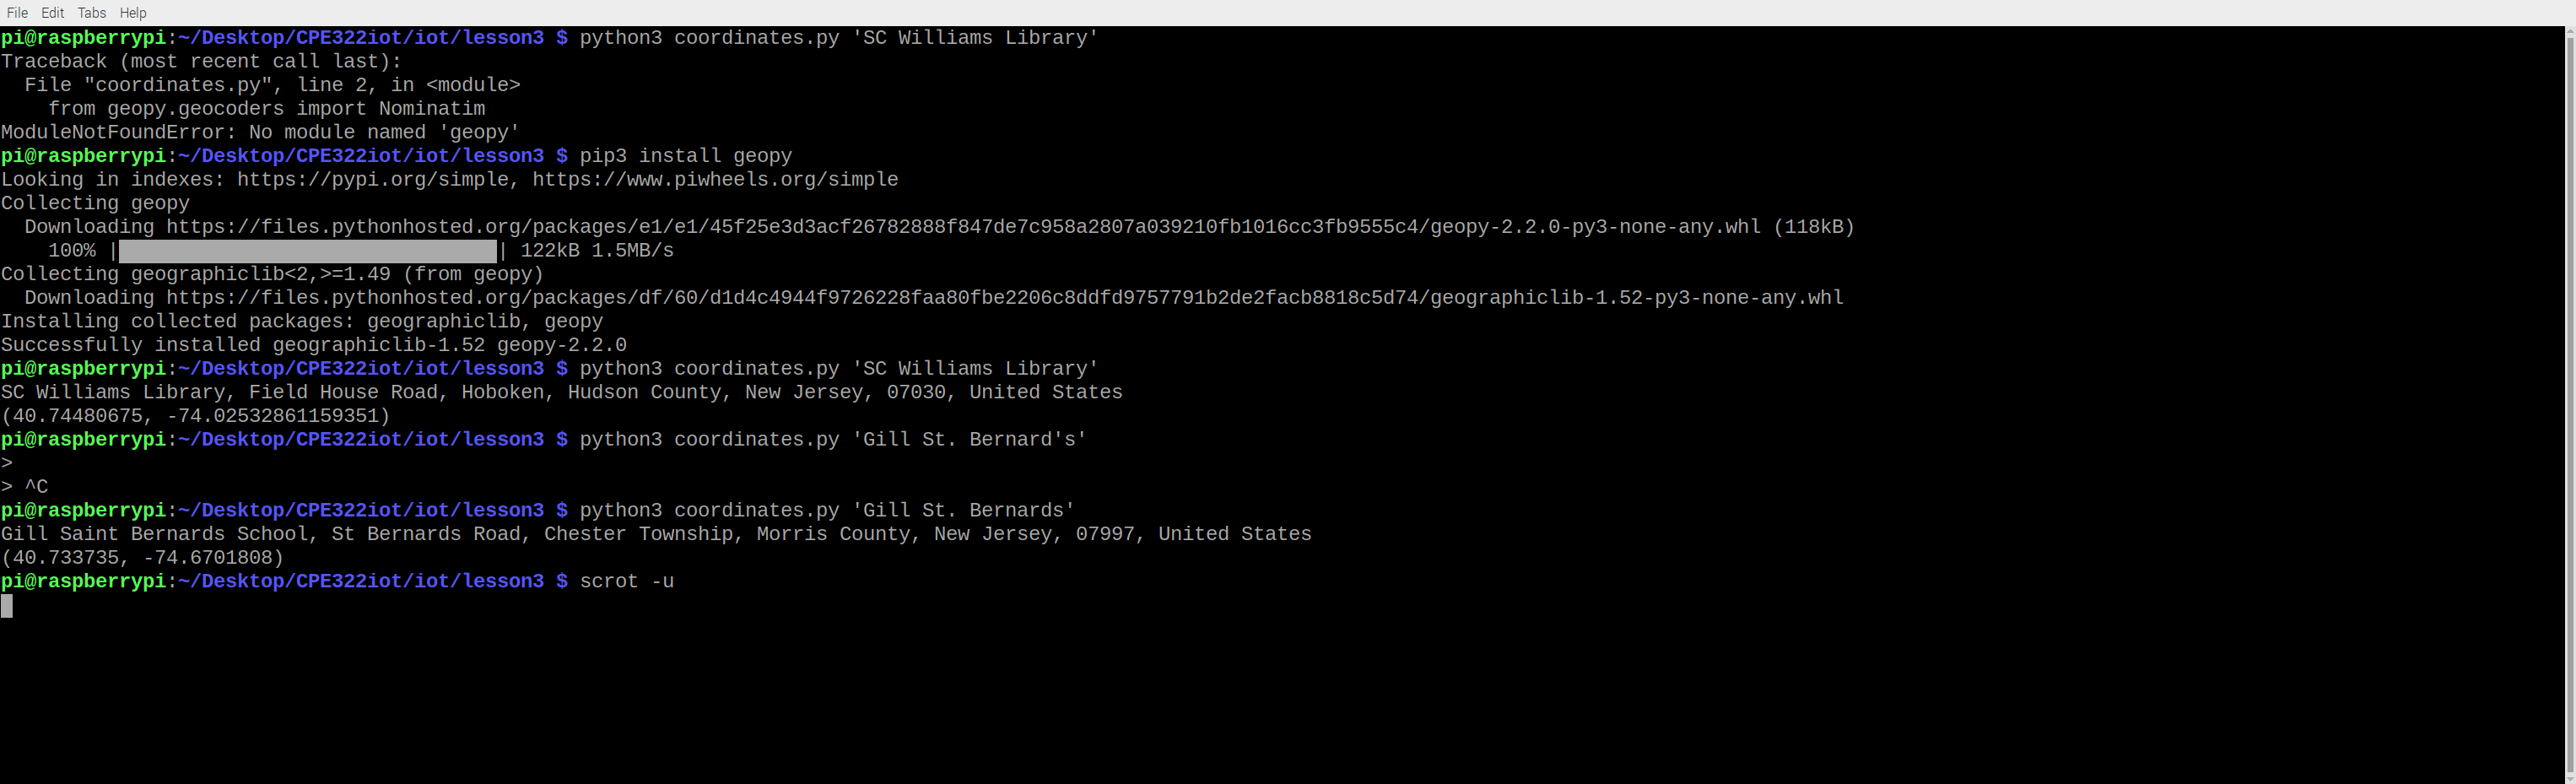 File Edit Tabs Help
pi@raspberrypi:~/Desktop/CPE322iot/iot/lesson3 $ python3 coordinates.py 'SC Williams Library'
Traceback (most recent call last):
  File "coordinates.py", line 2, in <module>
    from geopy.geocoders import Nominatim
ModuleNotFoundError: No module named 'geopy'
pi@raspberrypi:~/Desktop/CPE322iot/iot/lesson3 $ pip3 install geopy
Looking in indexes: https://pypi.org/simple, https://www.piwheels.org/simple
Collecting geopy
  Downloading https://files.pythonhosted.org/packages/e1/e1/45f25e3d3acf26782888f847de7c958a2807a039210fb1016cc3fb9555c4/geopy-2.2.0-py3-none-any.whl (118kB)
    100% || 122kB 1.5MB/s
Collecting geographiclib<2,>=1.49 (from geopy)
  Downloading https://files.pythonhosted.org/packages/df/60/d1d4c4944f9726228faa80fbe2206c8ddfd9757791b2de2facb8818c5d74/geographiclib-1.52-py3-none-any.whl
Installing collected packages: geographiclib, geopy
Successfully installed geographiclib-1.52 geopy-2.2.0
pi@raspberrypi:~/Desktop/CPE322iot/iot/lesson3 $ python3 coordinates.py 'SC Williams Library'
SC Williams Library, Field House Road, Hoboken, Hudson County, New Jersey, 07030, United States
(40.74480675, -74.02532861159351)
pi@raspberrypi:~/Desktop/CPE322iot/iot/lesson3 $ python3 coordinates.py 'Gill St. Bernard's'
>
> ^C
pi@raspberrypi:~/Desktop/CPE322iot/iot/lesson3 $ python3 coordinates.py 'Gill St. Bernards'
Gill Saint Bernards School, St Bernards Road, Chester Township, Morris County, New Jersey, 07997, United States
(40.733735, -74.6701808)
pi@raspberrypi:~/Desktop/CPE322iot/iot/lesson3 $ scrot -u